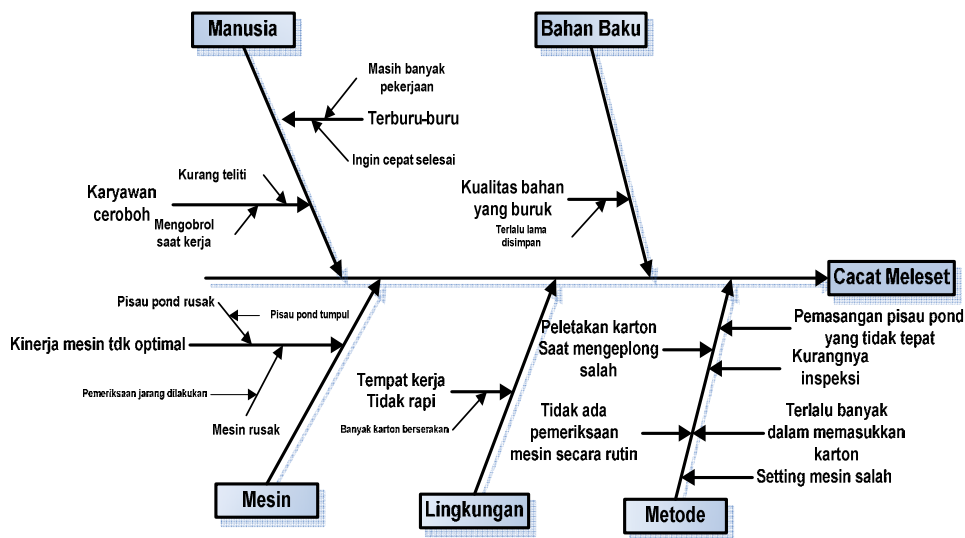 Manusia
Bahan Baku
Masih banyak
pekerjaan
Terburu-buru
Ingin cepat selesai
Kurang teliti
Karyawan
ceroboh
Mengobrol
saat kerja
Kualitas bahan
yang buruk
Terlalu lama
disimpan
Cacat Meleset
Pisau pond rusak
Pisau pond tumpul
Kinerja mesin tdk optimal
Pemeriksaan jarang dilakukan
Mesin rusak
Tempat kerja
Tidak rapi
Banyak karton berserakan
Peletakan karton
Saat mengeplong
salah
Pemasangan pisau pond
yang tidak tepat
Kurangnya
inspeksi
Tidak ada
pemeriksaan
mesin secara rutin
Terlalu banyak
dalam memasukkan
karton
Setting mesin salah
Mesin
Lingkungan
Metode